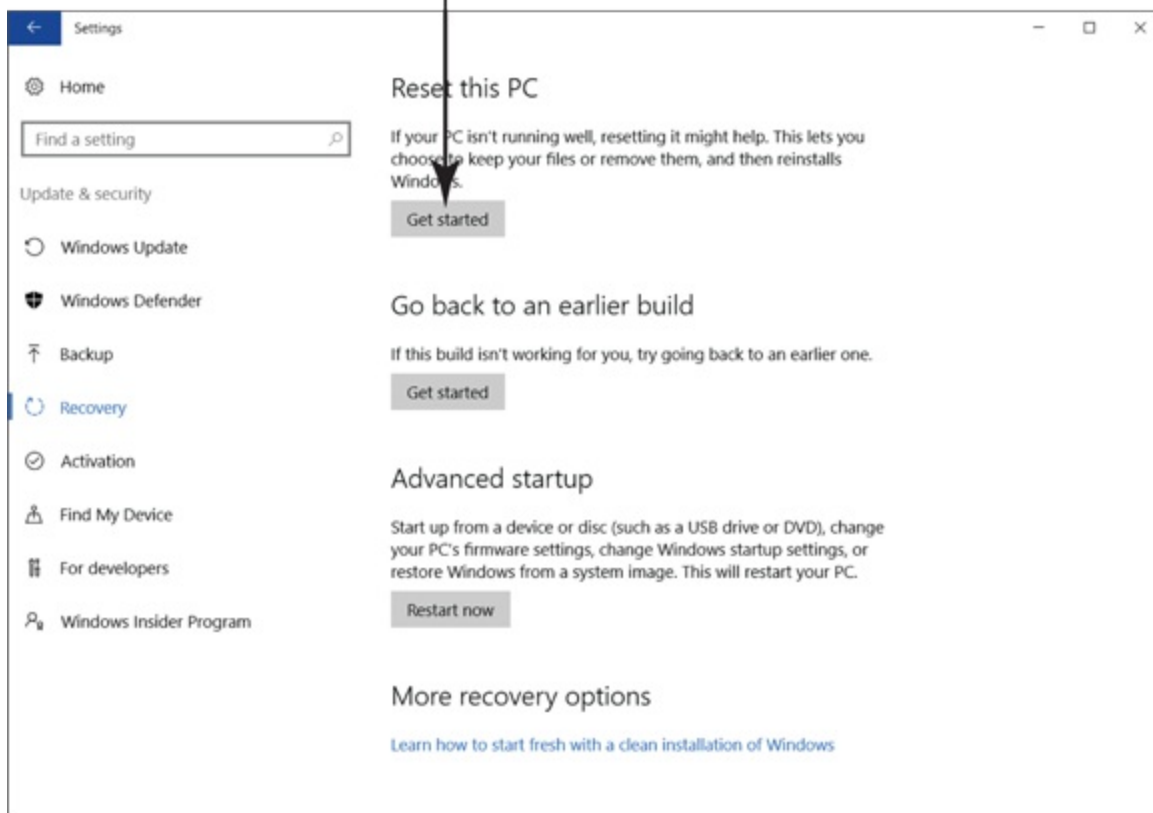 Settings
Home
Find a setting
Update & security
Windows Update
Windows Defender
Backup
Recovery
Activation
Find My Device
For developers
Windows Insider Program
Reset this PC
If your PC isn't running well, resetting it might help. This lets you
choose to keep your files or remove them, and then reinstalls
Windows.
Get started
Go back to an earlier build
If this build isn't working for you, try going back to an earlier one.
Get started
Advanced startup
Start up from a device or disc (such as a USB drive or DVD), change
your PC's firmware settings, change Windows startup settings, or
restore Windows from a system image. This will restart your PC.
Restart now
More recovery options
Learn how to start fresh with a clean installation of Windows